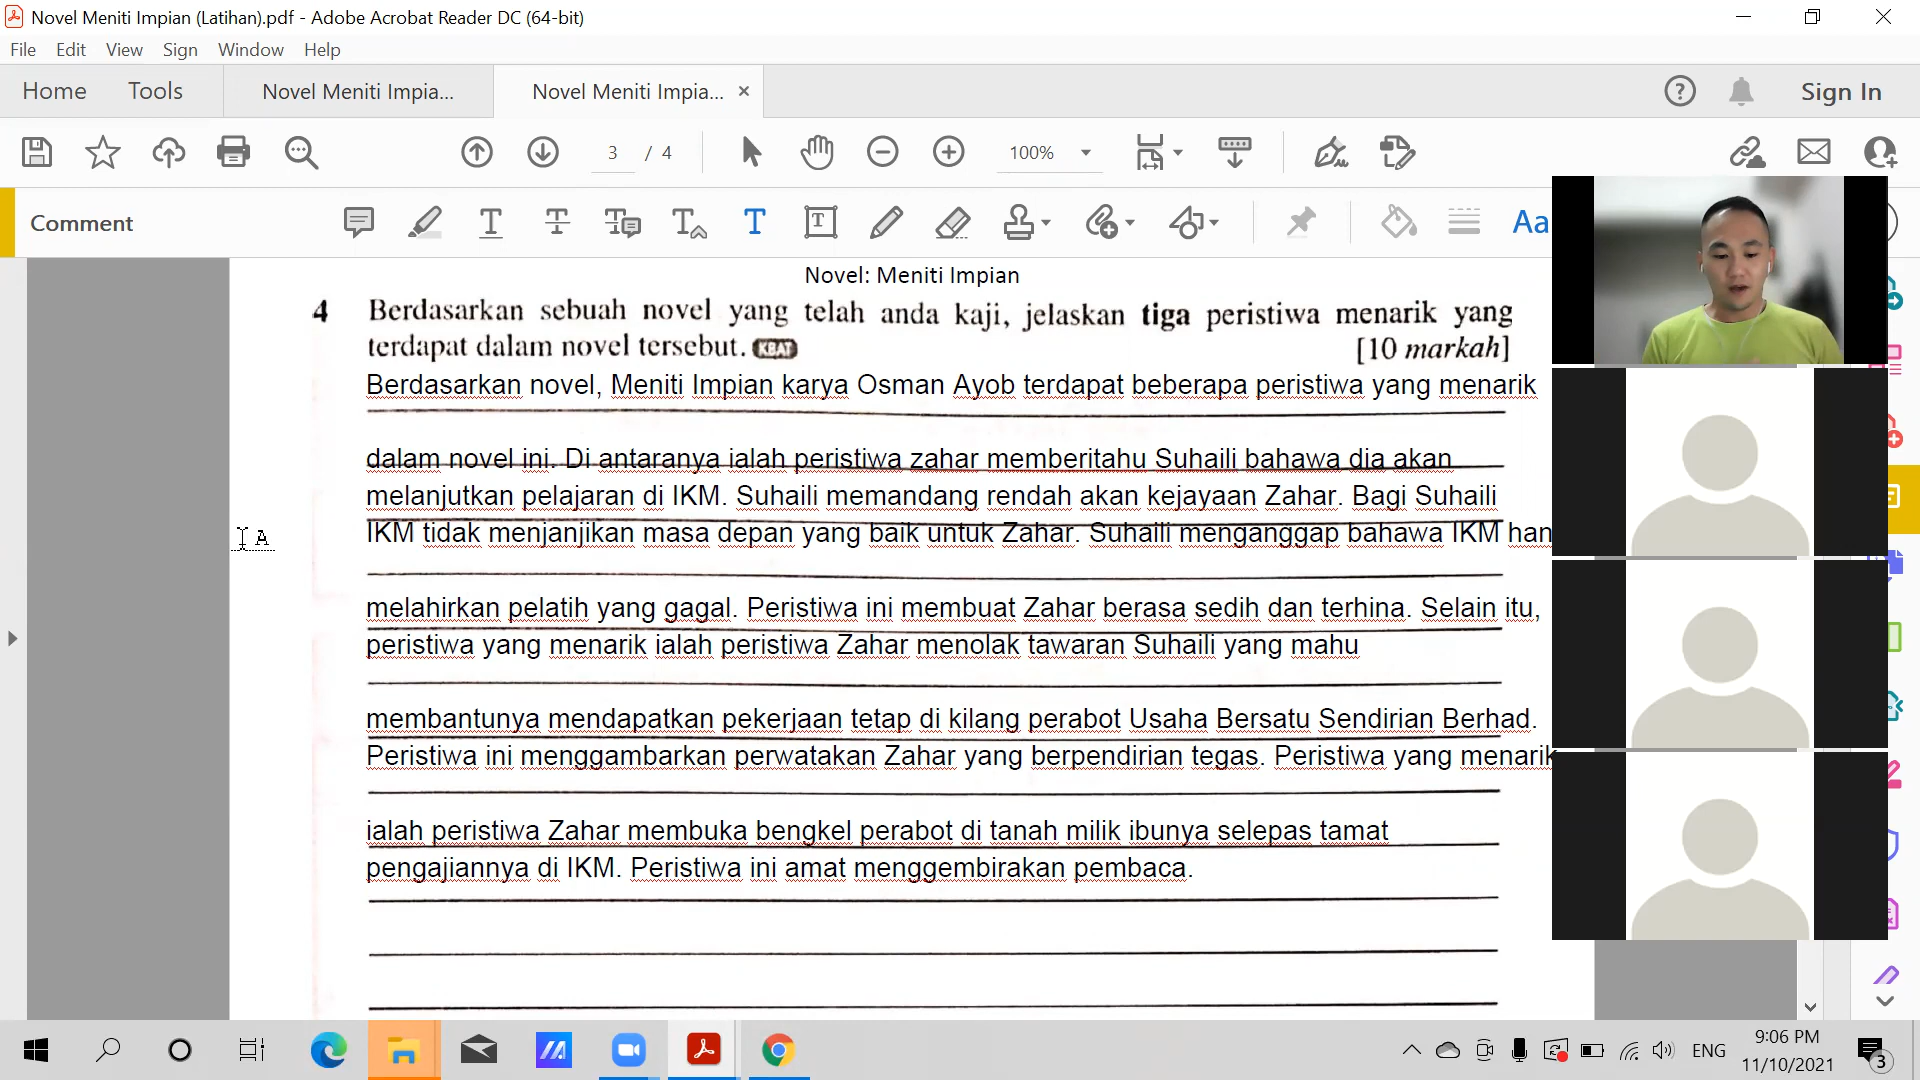 Novel Meniti Impian (Latihan).pdf - Adobe Acrobat Reader DC (64-bit)
File Edit View Sign Window Help
Home Tools Novel Meniti Impia... Novel Meniti Impia... × Sign In
3 / 4 100%
Comment
Aa
Novel: Meniti Impian
4 Berdasarkan sebuah novel yang telah anda kaji, jelaskan tiga peristiwa menarik yang
terdapat dalam novel tersebut. KBAT [10 markah]
Berdasarkan novel, Meniti Impian karya Osman Ayob terdapat beberapa peristiwa yang menarik
dalam novel ini. Di antaranya ialah peristiwa zahar memberitahu Suhaili bahawa dia akan
melanjutkan pelajaran di IKM. Suhaili memandang rendah akan kejayaan Zahar. Bagi Suhaili
IKM tidak menjanjikan masa depan yang baik untuk Zahar. Suhaili menganggap bahawa IKM han
melahirkan pelatih yang gagal. Peristiwa ini membuat Zahar berasa sedih dan terhina. Selain itu,
peristiwa yang menarik ialah peristiwa Zahar menolak tawaran Suhaili yang mahu
membantunya mendapatkan pekerjaan tetap di kilang perabot Usaha Bersatu Sendirian Berhad.
Peristiwa ini menggambarkan perwatakan Zahar yang berpendirian tegas. Peristiwa yang menarik
ialah peristiwa Zahar membuka bengkel perabot di tanah milik ibunya selepas tamat
pengajiannya di IKM. Peristiwa ini amat menggembirakan pembaca.
ENG
9:06 PM
11/10/2021
3